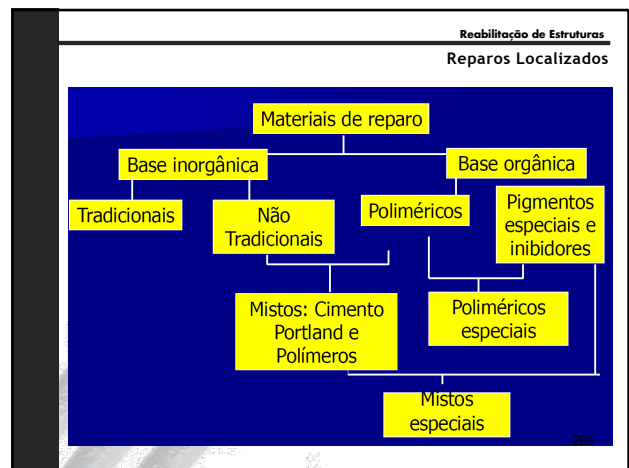 Reabilitação de Estruturas
Reparos Localizados
Materiais de reparo
Base inorgânica
Base orgânica
Tradicionais
Não
Tradicionais
Poliméricos
Pigmentos
especiais e
inibidores
Mistos: Cimento
Portland e
Polímeros
Poliméricos
especiais
Mistos
especiais